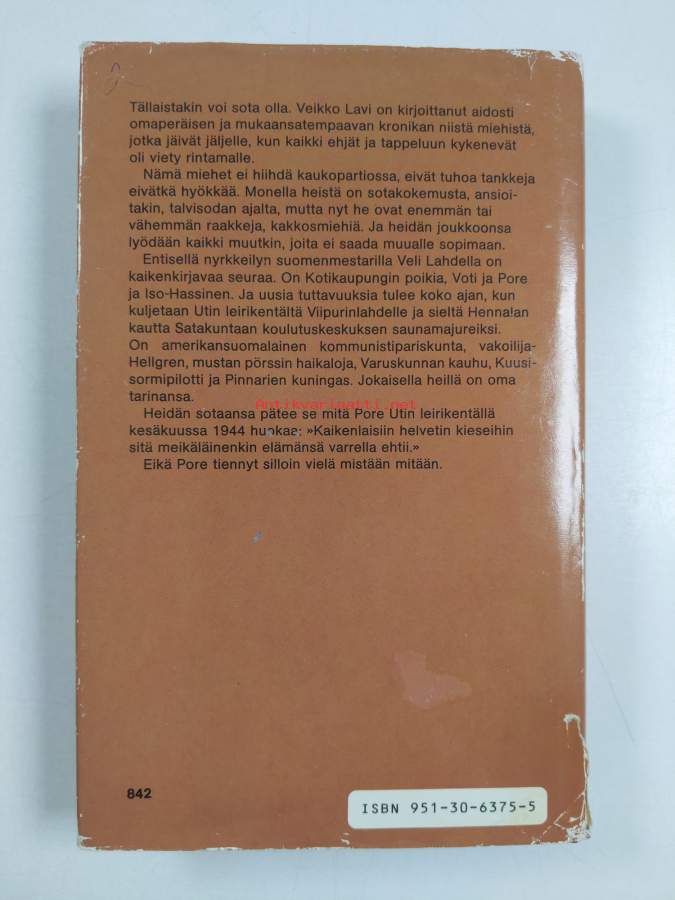 Tällaistakin voi sota olla. Veikko Lavi on kirjoittanut aidosti
omaperäisen ja mukaansatempaavan kronikan niistä miehistä,
jotka jäivät jäljelle, kun kaikki ehjät ja tappeluun kykenevät
oli viety rintamalle.
Nämä miehet ei hiihdä kaukopartiossa, eivät tuhoa tankkeja
eivätkä hyökkää. Monella heistä on sotakokemusta, ansioi-
takin, talvisodan ajalta, mutta nyt he ovat enemmän tai
vähemmän raakkeja, kakkosmiehiä. Ja heidän joukkoonsa
lyödään kaikki muutkin, joita ei saada muualle sopimaan.
Entisellä nyrkkeilyn suomenmestarilla Veli Lahdella on
kaikenkirjavaa seuraa. On Kotikaupungin poikia, Voti ja Pore
ja Iso-Hassinen. Ja uusia tuttavuuksia tulee koko ajan, kun
kuljetaan Utin leirikentältä Viipurinlahdelle ja sieltä Hennalan
kautta Satakuntaan koulutuskeskuksen saunamajureiksi.
On amerikansuomalainen kommunistipariskunta, vakoilija-
Hellgren, mustan pörssin haikaloja, Varuskunnan kauhu, Kuusi-
sormipilotti ja Pinnarien kuningas. Jokaisella heillä on oma
tarinansa.
Antikvariaatti.net
Heidän sotaansa pätee se mitä Pore Utin leirikentällä
kesäkuussa 1944 huokaa: »Kaikenlaisiin helvetin kieseihin
sitä meikäläinenkin elämänsä varrella ehtii.»
Eikä Pore tiennyt silloin vielä mistään mitään.
842
ISBN 951-30-6375-5